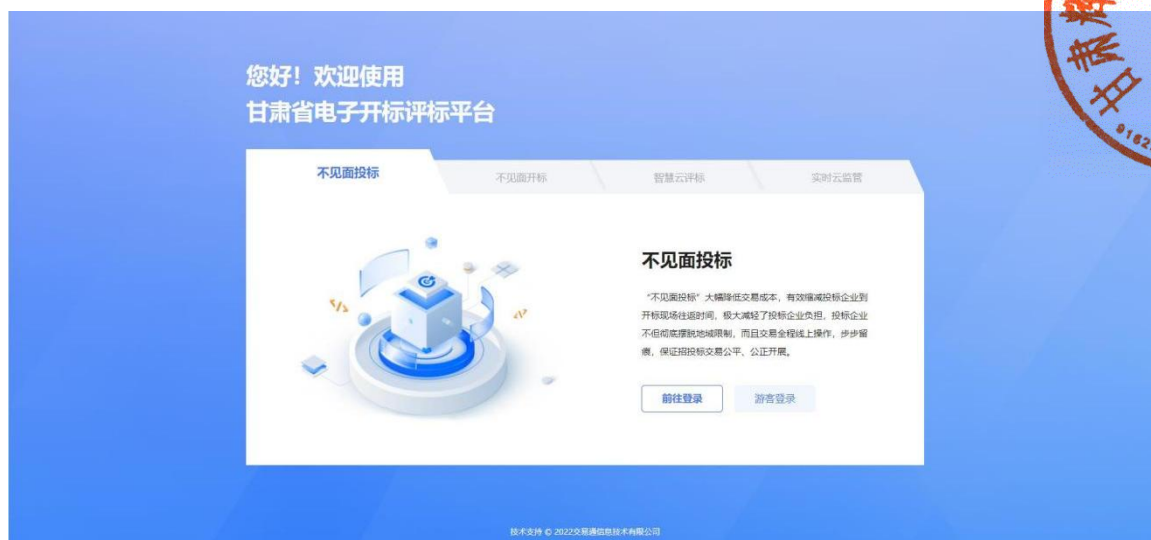 您好！欢迎使用
甘肃省电子开标评标平台
不见面投标
不见面开标
智慧云评标
实时云监管
不见面投标
“不见面投标”大幅降低交易成本，有效缩减投标企业到
开标现场往返时间，极大减轻了投标企业负担，投标企业
不但彻底摆脱地域限制，而且交易全程线上操作，步步留
痕，保证招投标交易公平、公正开展。
前往登录
游客登录
技术支持 © 2022交易通信息技术有限公司
甘肃
9162